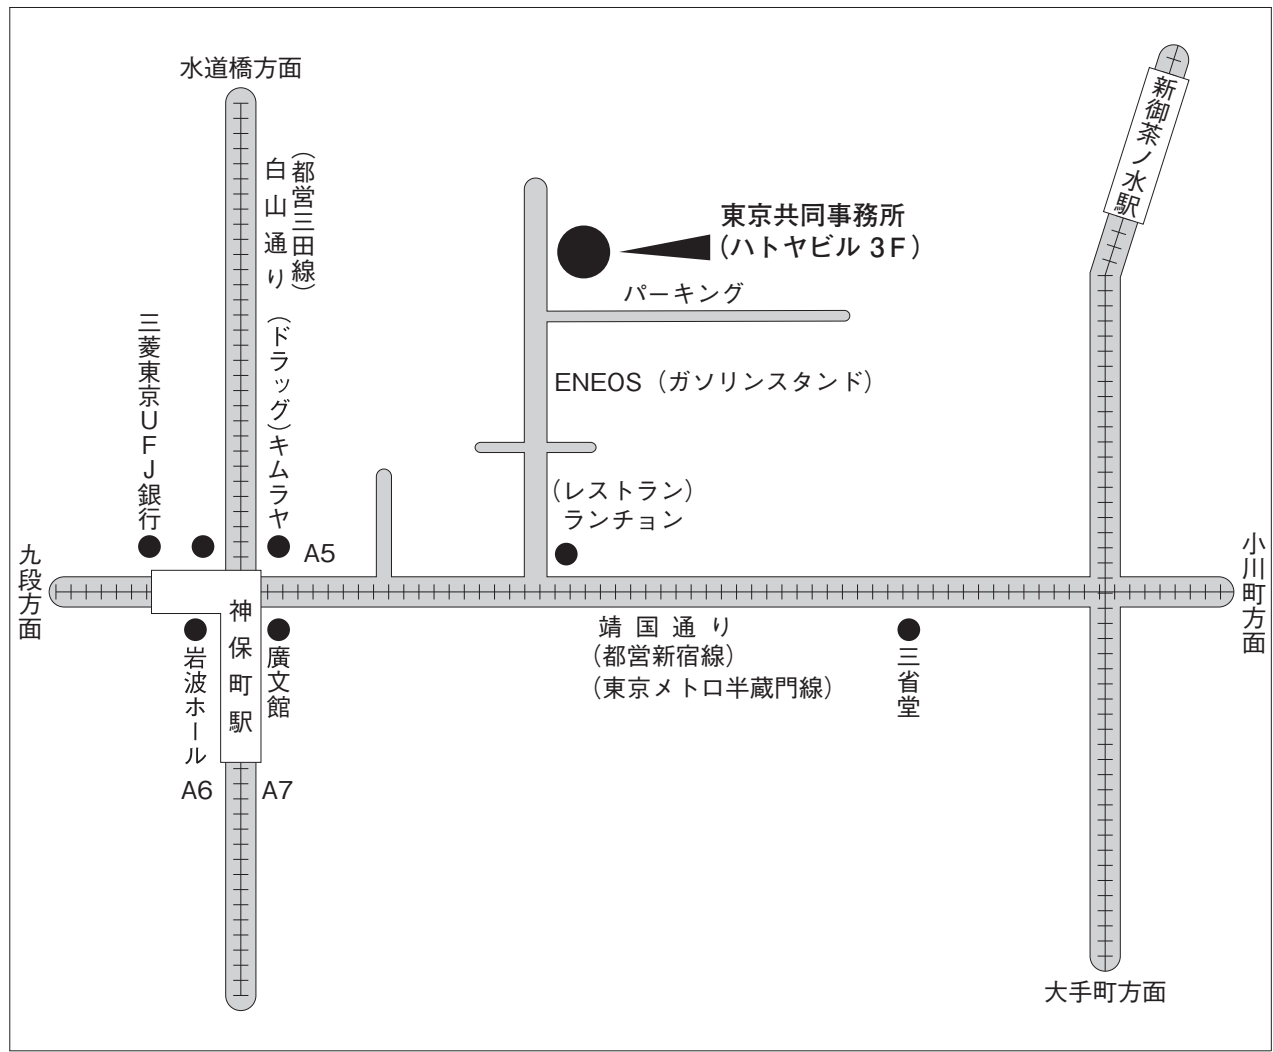 水道橋方面
新御茶ノ水駅
（都営三田線）
白山通り
東京共同事務所
（ハトヤビル 3F）
パーキング
三菱東京UFJ銀行
（ドラッグ）キムラヤ
ENEOS（ガソリンスタンド）
（レストラン）
ランチョン
A5
九段方面
小川町方面
神保町駅
岩波ホール
廣文館
靖国通り
（都営新宿線）
（東京メトロ半蔵門線）
三省堂
A6
A7
大手町方面